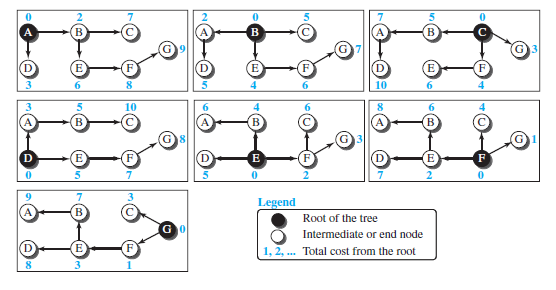 0 2 7 2 0 5 7 5 0
A B C A B C A B C
G 9 G 7 G 3
D E F D E F D E F
3 6 8 5 4 6 10 6 4
3 5 10 6 4 6 8 6 4
A B C A B C A B C
G 8 G 3 G 1
D E F D E F D E F
0 5 7 5 0 2 7 2 0
9 7 3
A B C
G 0
D E F
8 3 1
Legend
Root of the tree
Intermediate or end node
1, 2, ... Total cost from the root